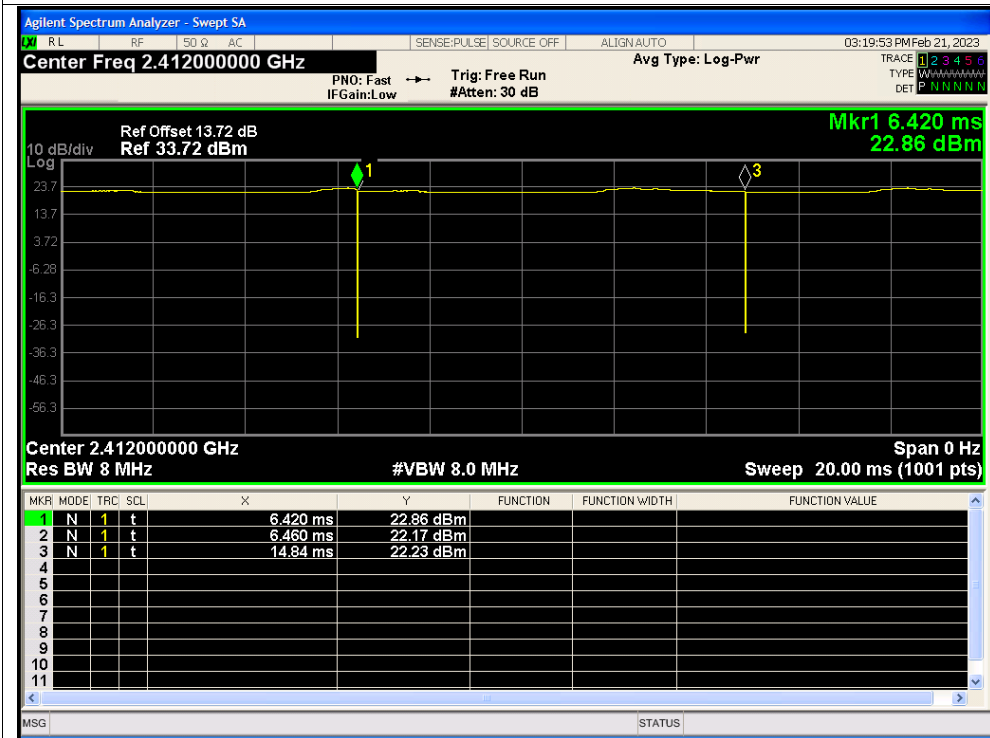 Agilent Spectrum Analyzer - Swept SA
LXI RL RF 50 Ω AC SENSE:PULSE SOURCE OFF ALIGN AUTO 03:19:53 PM Feb 21, 2023
Center Freq 2.412000000 GHz Avg Type: Log-Pwr TRACE 1 2 3 4 5 6
PNO: Fast Trig: Free Run TYPE WWWWWW
IFGain:Low #Atten: 30 dB DET P N N N N N
Mkr1 6.420 ms
Ref Offset 13.72 dB
10 dB/div Ref 33.72 dBm 22.86 dBm
Log
1
3
23.7
13.7
3.72
-6.28
-16.3
-26.3
-36.3
-46.3
-56.3
Center 2.412000000 GHz Span 0 Hz
Res BW 8 MHz #VBW 8.0 MHz Sweep 20.00 ms (1001 pts)
MKR MODE TRC SCL X Y FUNCTION FUNCTION WIDTH FUNCTION VALUE
1 N 1 t 6.420 ms 22.86 dBm
2 N 1 t 6.460 ms 22.17 dBm
3 N 1 t 14.84 ms 22.23 dBm
4
5
6
7
8
9
10
11
MSG STATUS